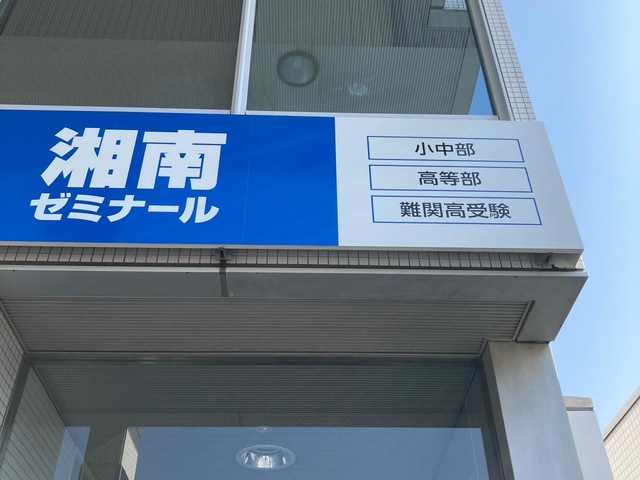 湘南
ゼミナール
小中部
高等部
難関高受験